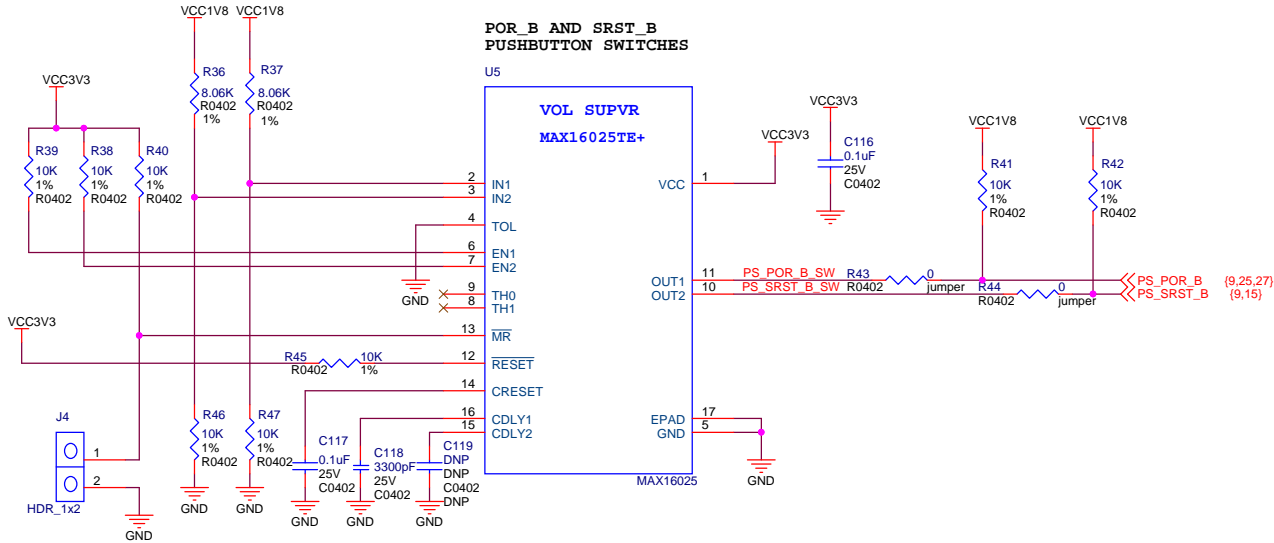 VCC1V8
VCC1V8
POR_B AND SRST_B
PUSHBUTTON SWITCHES
R36
8.06K
R0402
1%
R37
8.06K
R0402
1%
VCC3V3
R39
10K
1%
R0402
R38
10K
1%
R0402
R40
10K
1%
R0402
U5
VOL SUPVR
MAX16025TE+
2 IN1
3 IN2
4 TOL
6 EN1
7 EN2
9 TH0
8 TH1
13 MR
12 RESET
14 CRESET
16 CDLY1
15 CDLY2
VCC 1
OUT1 11
OUT2 10
EPAD 17
GND 5
MAX16025
GND
VCC3V3
R45
R0402
10K
1%
VCC3V3
VCC3V3
C116
0.1uF
25V
C0402
VCC1V8
VCC1V8
R41
10K
1%
R0402
R42
10K
1%
R0402
PS_POR_B_SW
R43
R0402
0
jumper
PS_SRST_B_SW
R44
R0402
0
jumper
PS_POR_B {9,25,27}
PS_SRST_B {9,15}
J4
1
2
HDR_1x2
GND
R46
10K
1%
R0402
GND
R47
10K
1%
R0402
GND
C117
0.1uF
25V
C0402
GND
C118
3300pF
25V
C0402
GND
C119
DNP
DNP
C0402
DNP
GND
GND